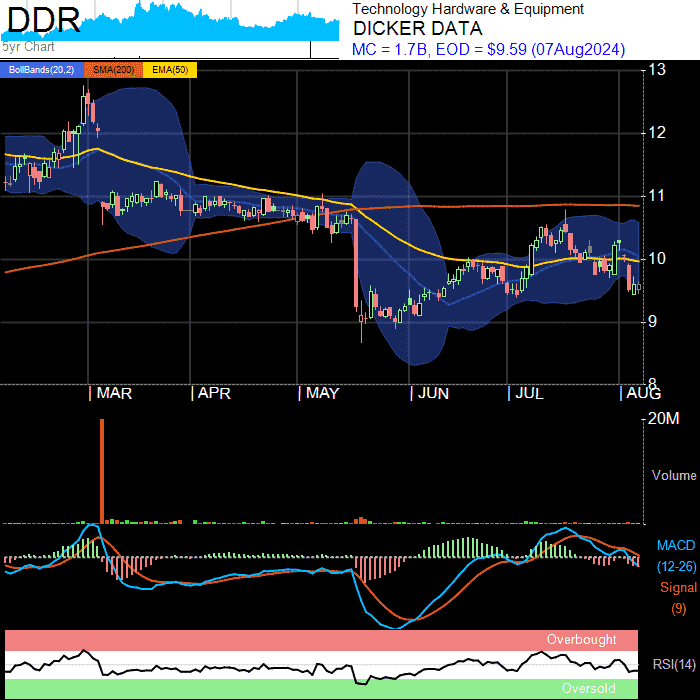 DDR
5yr Chart
Technology Hardware & Equipment
DICKER DATA
MC = 1.7B, EOD = $9.59 (07Aug2024)
BollBands(20,2) SMA(200) EMA(50)
13
12
11
10
9
8
MAR APR MAY JUN JUL AUG
20M
Volume
MACD
(12-26)
Signal
(9)
Overbought
RSI(14)
Oversold